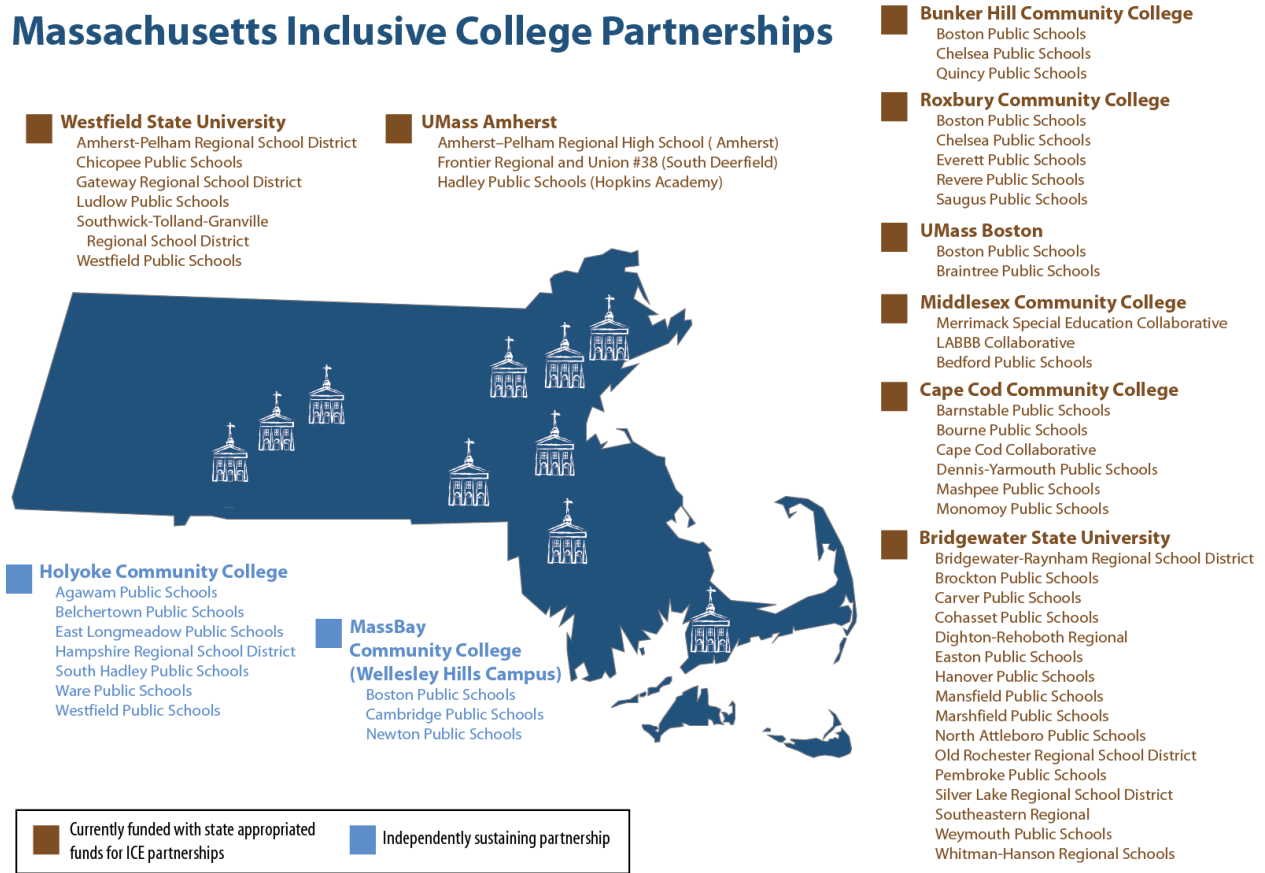 Massachusetts Inclusive College Partnerships
Westfield State University
Amherst-Pelham Regional School District
Chicopee Public Schools
Gateway Regional School District
Ludlow Public Schools
Southwick-Tolland-Granville
Regional School District
Westfield Public Schools
UMass Amherst
Amherst–Pelham Regional High School ( Amherst)
Frontier Regional and Union #38 (South Deerfield)
Hadley Public Schools (Hopkins Academy)
Holyoke Community College
Agawam Public Schools
Belchertown Public Schools
East Longmeadow Public Schools
Hampshire Regional School District
South Hadley Public Schools
Ware Public Schools
Westfield Public Schools
MassBay
Community College
(Wellesley Hills Campus)
Boston Public Schools
Cambridge Public Schools
Newton Public Schools
Currently funded with state appropriated
funds for ICE partnerships
Independently sustaining partnership
Bunker Hill Community College
Boston Public Schools
Chelsea Public Schools
Quincy Public Schools
Roxbury Community College
Boston Public Schools
Chelsea Public Schools
Everett Public Schools
Revere Public Schools
Saugus Public Schools
UMass Boston
Boston Public Schools
Braintree Public Schools
Middlesex Community College
Merrimack Special Education Collaborative
LABBB Collaborative
Bedford Public Schools
Cape Cod Community College
Barnstable Public Schools
Bourne Public Schools
Cape Cod Collaborative
Dennis-Yarmouth Public Schools
Mashpee Public Schools
Monomoy Public Schools
Bridgewater State University
Bridgewater-Raynham Regional School District
Brockton Public Schools
Carver Public Schools
Cohasset Public Schools
Dighton-Rehoboth Regional
Easton Public Schools
Hanover Public Schools
Mansfield Public Schools
Marshfield Public Schools
North Attleboro Public Schools
Old Rochester Regional School District
Pembroke Public Schools
Silver Lake Regional School District
Southeastern Regional
Weymouth Public Schools
Whitman-Hanson Regional Schools